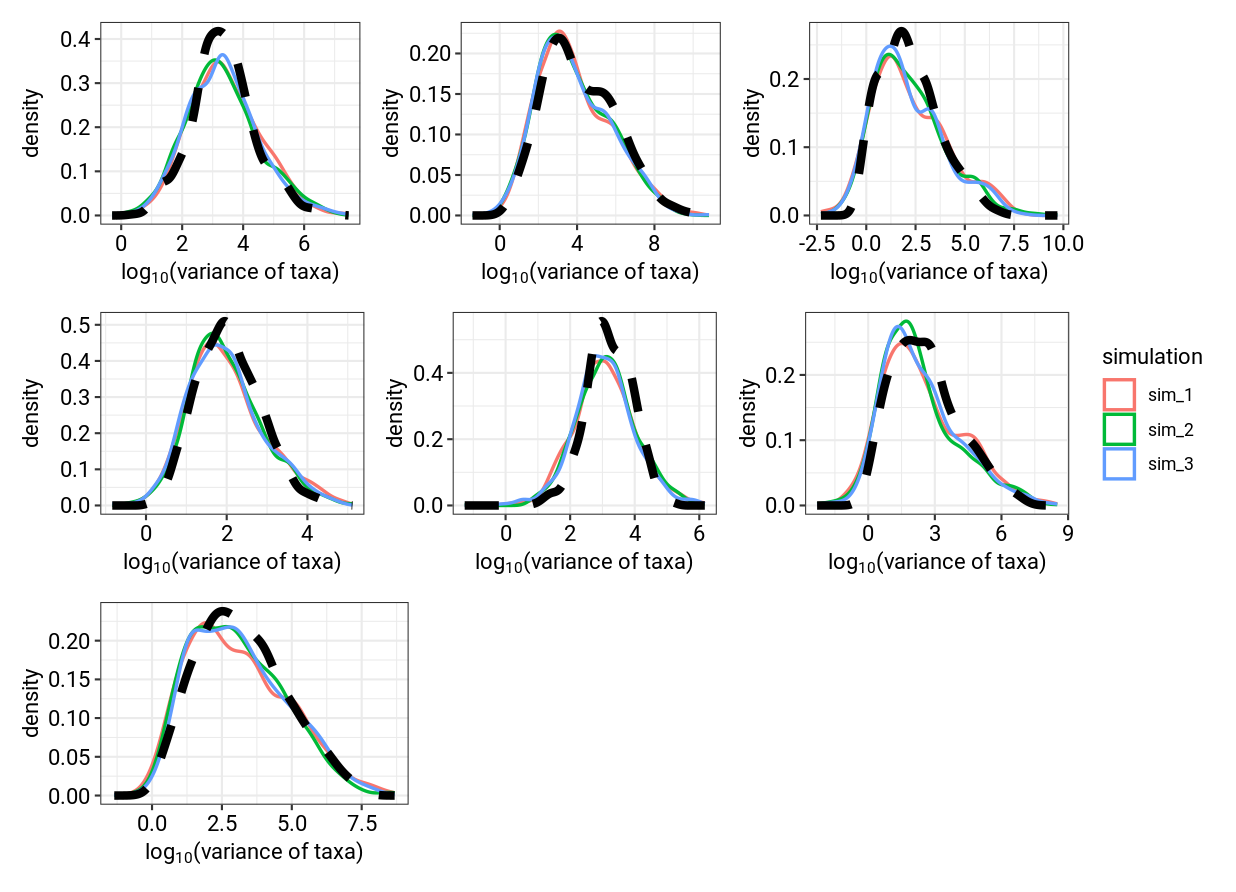 density
0.4
0.3
0.2
0.1
0.0
0 2 4 6
log10(variance of taxa)
density
0.20
0.15
0.10
0.05
0.00
0 4 8
log10(variance of taxa)
density
0.2
0.1
0.0
-2.5 0.0 2.5 5.0 7.5 10.0
log10(variance of taxa)
density
0.5
0.4
0.3
0.2
0.1
0.0
0 2 4
log10(variance of taxa)
density
0.4
0.2
0.0
0 2 4 6
log10(variance of taxa)
density
0.2
0.1
0.0
0 3 6 9
log10(variance of taxa)
simulation
sim_1
sim_2
sim_3
density
0.20
0.15
0.10
0.05
0.00
0.0 2.5 5.0 7.5
log10(variance of taxa)